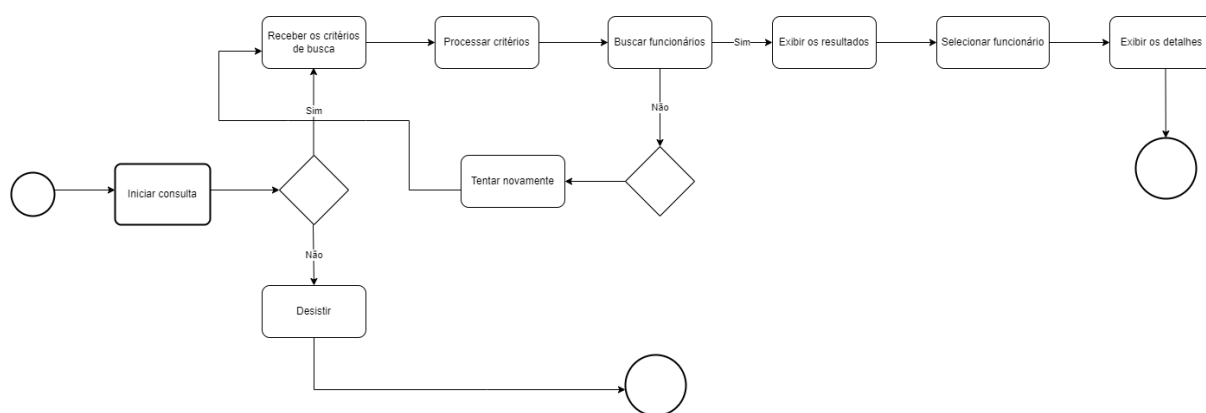 Receber os critérios
de busca
Processar critérios
Buscar funcionários
Sim
Exibir os resultados
Selecionar funcionário
Exibir os detalhes
Sim
Não
Iniciar consulta
Tentar novamente
Não
Desistir